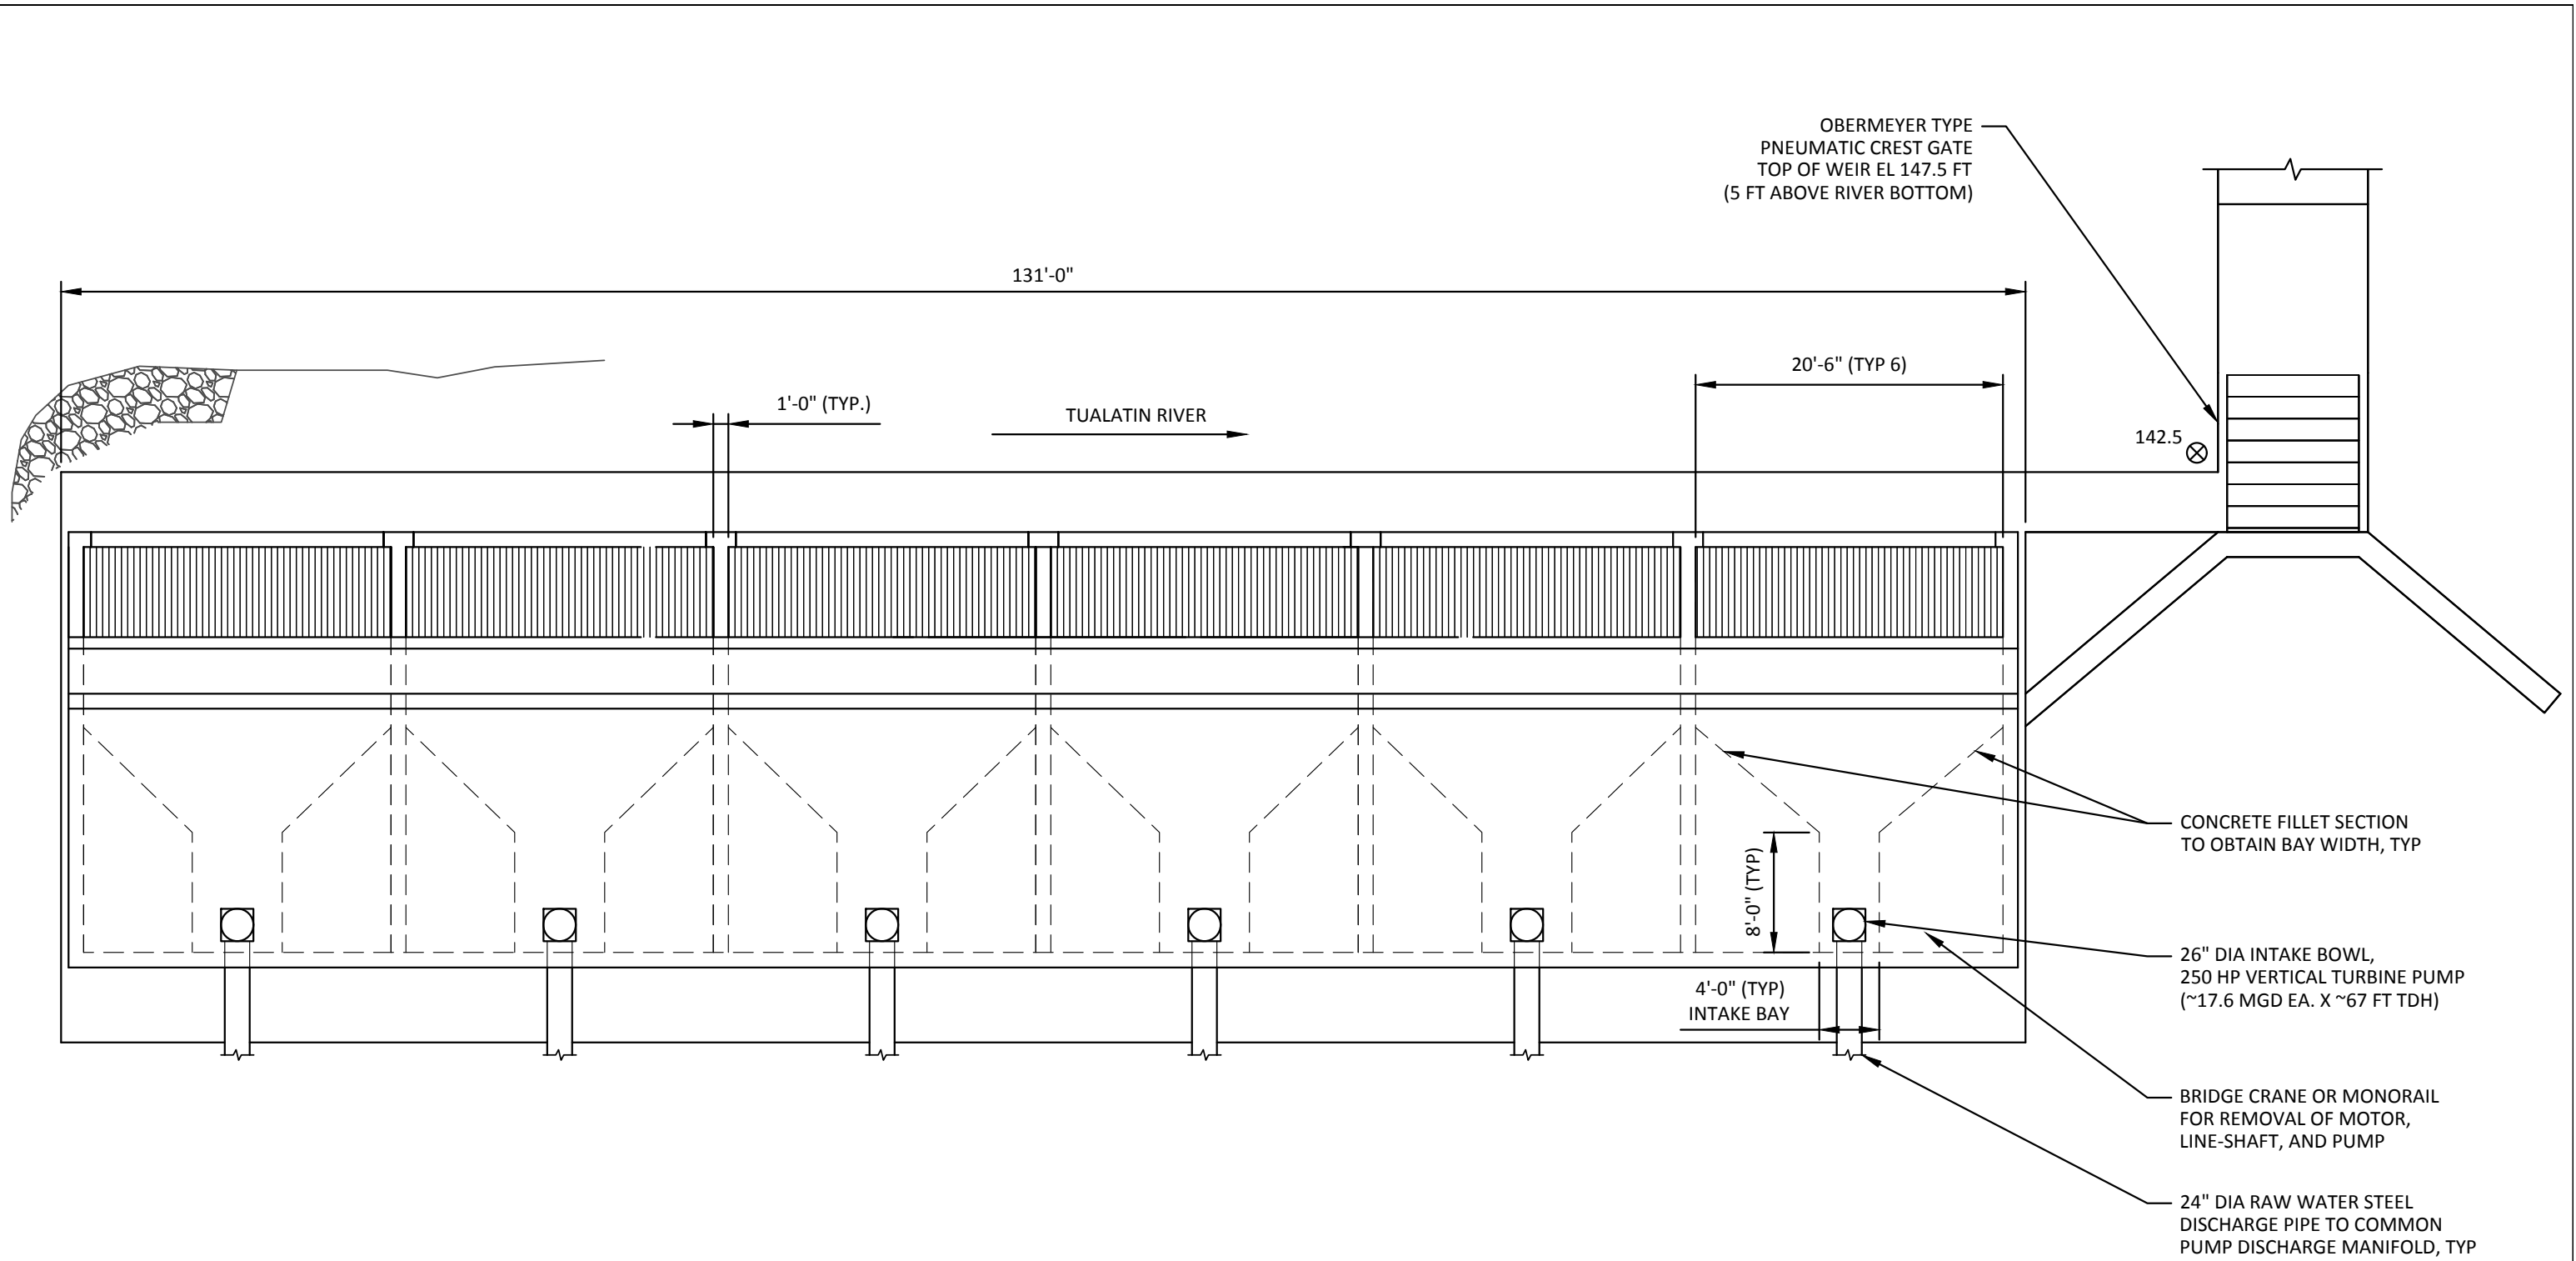 OBERMEYER TYPE
PNEUMATIC CREST GATE
TOP OF WEIR EL 147.5 FT
(5 FT ABOVE RIVER BOTTOM)
131'-0"
20'-6" (TYP 6)
1'-0" (TYP.)
TUALATIN RIVER
142.5
CONCRETE FILLET SECTION
TO OBTAIN BAY WIDTH, TYP
8'-0" (TYP)
26" DIA INTAKE BOWL,
250 HP VERTICAL TURBINE PUMP
(~17.6 MGD EA. X ~67 FT TDH)
4'-0" (TYP)
INTAKE BAY
BRIDGE CRANE OR MONORAIL
FOR REMOVAL OF MOTOR,
LINE-SHAFT, AND PUMP
24" DIA RAW WATER STEEL
DISCHARGE PIPE TO COMMON
PUMP DISCHARGE MANIFOLD, TYP